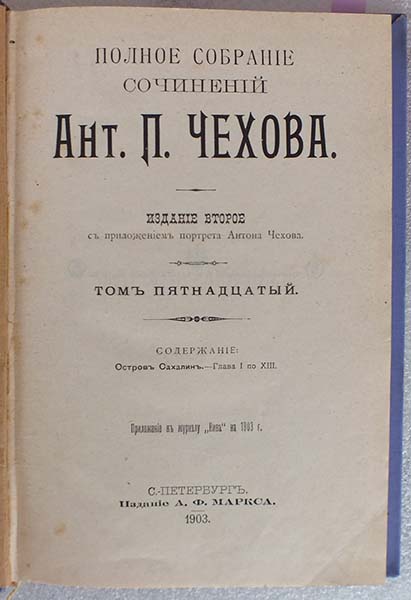 ПОЛНОЕ СОБРАНІЕ
СОЧИНЕНІЙ
АНТ. П. ЧЕХОВА.
ИЗДАНІЕ ВТОРОЕ
съ приложеніемъ портрета Антона Чехова.
ТОМЪ ПЯТНАДЦАТЫЙ.
СОДЕРЖАНІЕ:
Островъ Сахалинъ.—Глава I по XIII.
Приложеніе къ журналу „Нива" на 1903 г.
С.-ПЕТЕРБУРГЪ.
Изданіе А. Ф. МАРКСА.
1903.